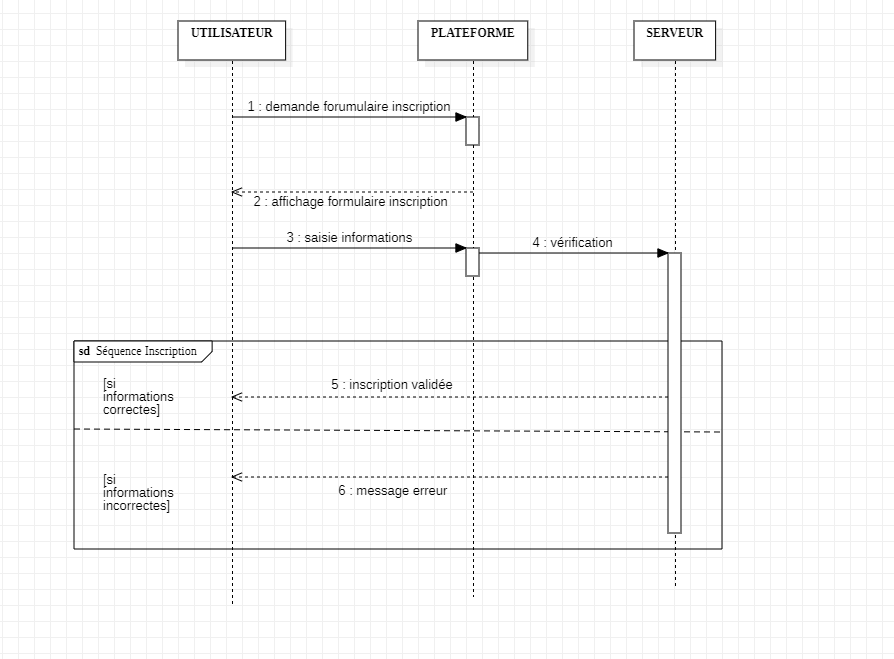 UTILISATEUR
PLATEFORME
SERVEUR
1 : demande forumulaire inscription
2 : affichage formulaire inscription
3 : saisie informations
4 : vérification
sd Séquence Inscription
[si
informations
correctes]
5 : inscription validée
[si
informations
incorrectes]
6 : message erreur